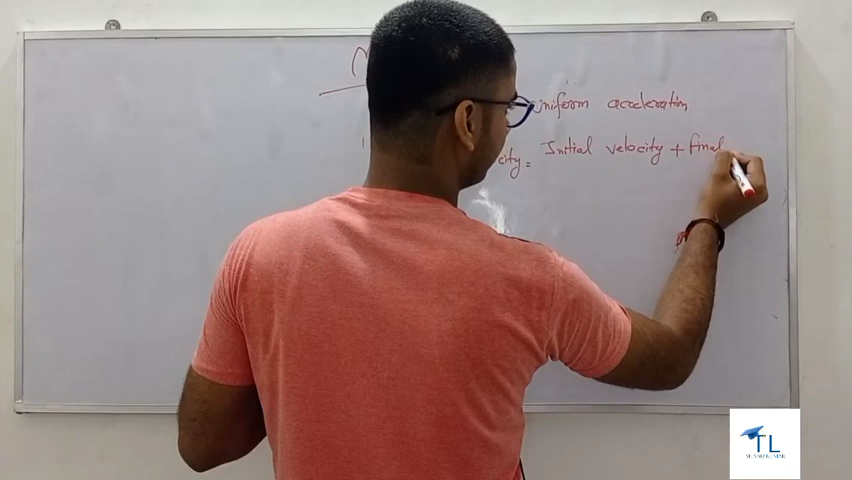 uniform acceleration
city = Initial velocity + final
TL